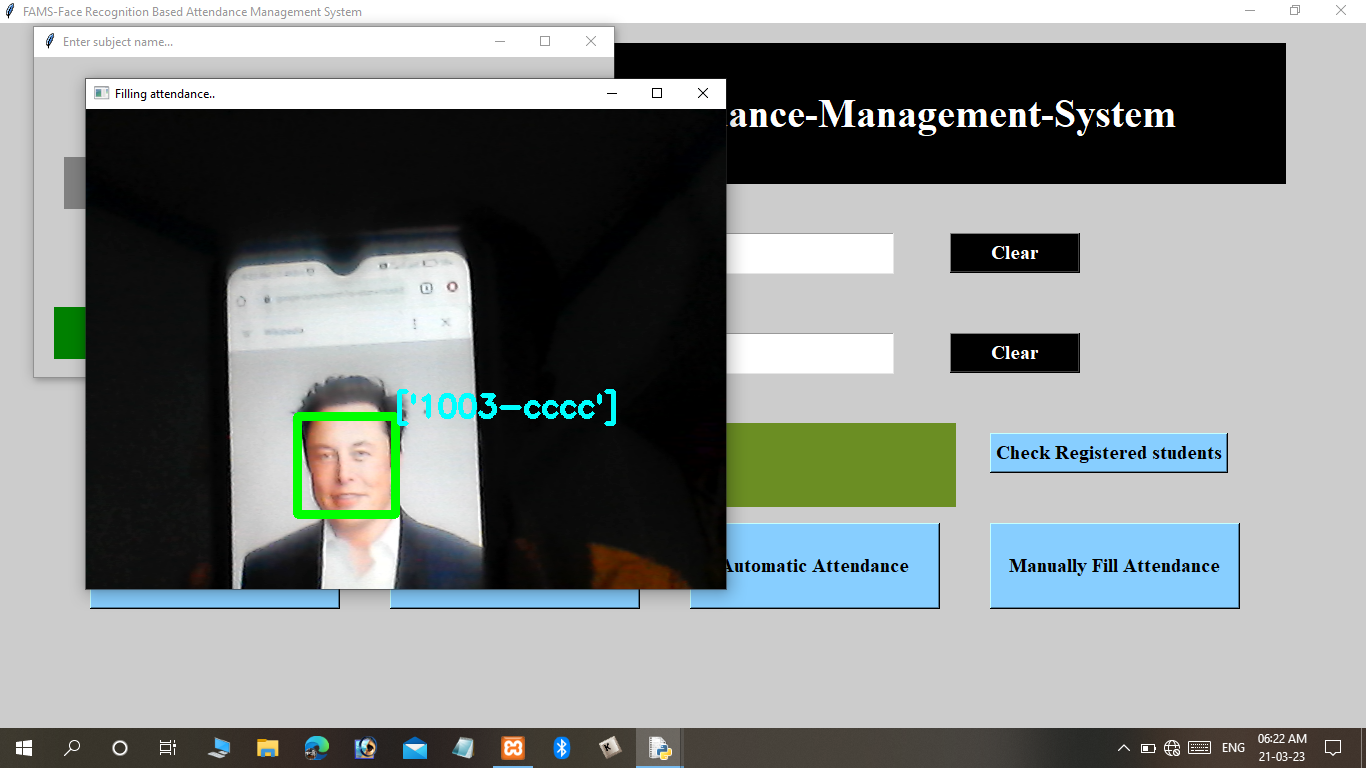 FAMS-Face Recognition Based Attendance Management System
Enter subject name...
Filling attendance..
ance-Management-System
Clear
['1003-cccc']
Clear
Check Registered students
Automatic Attendance
Manually Fill Attendance
ENG
06:22 AM
21-03-23